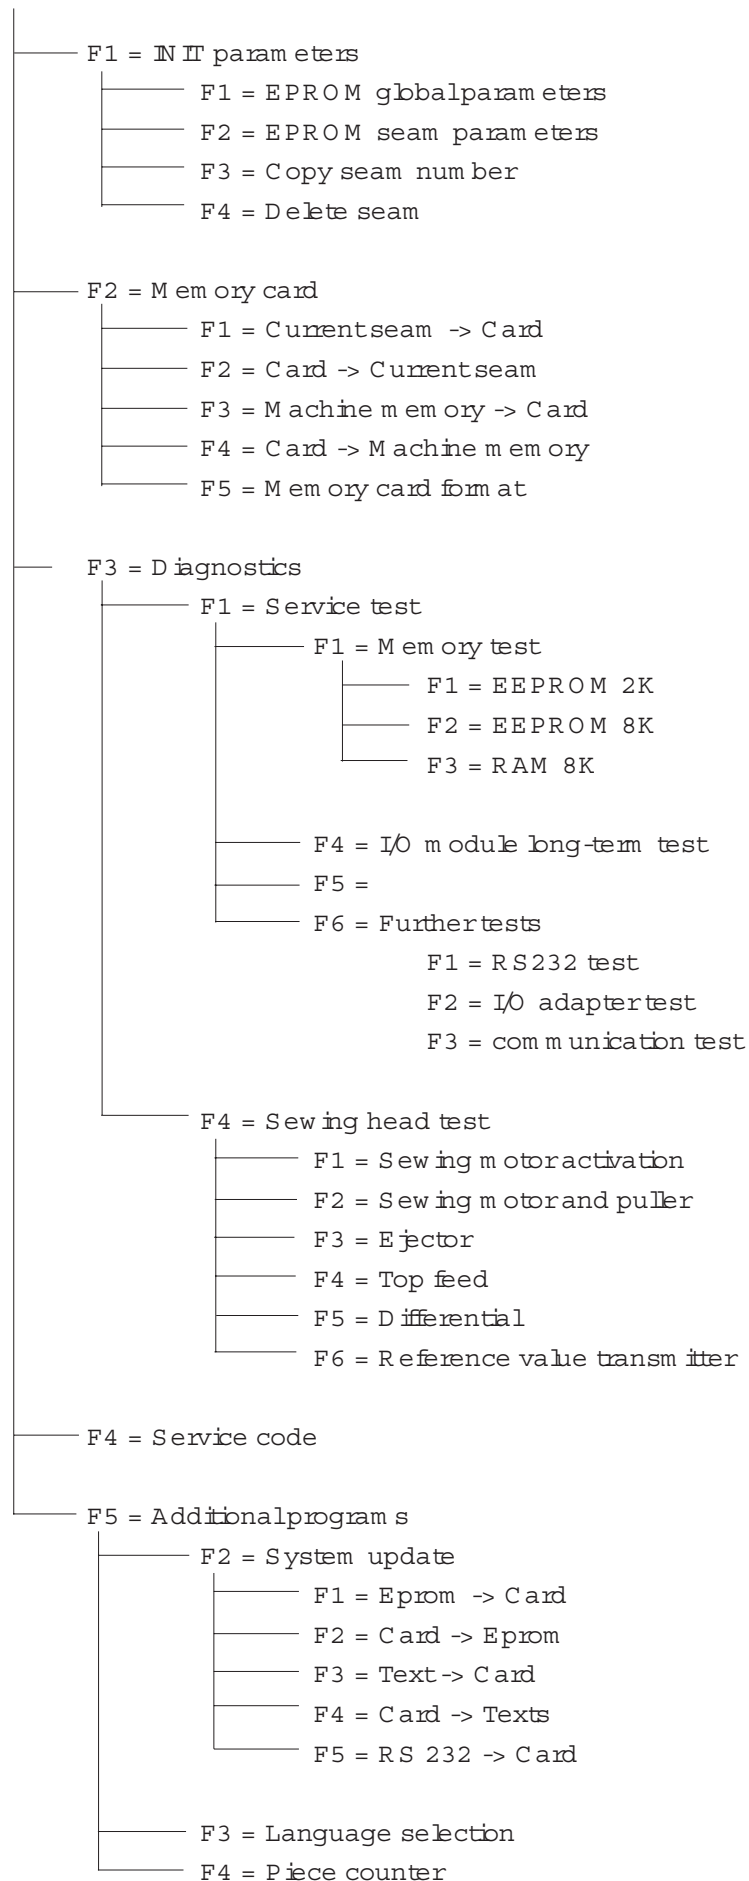 F1 = INIT parameters
F1 = EPROM global parameters
F2 = EPROM seam parameters
F3 = Copy seam number
F4 = Delete seam
F2 = Memory card
F1 = Current seam -> Card
F2 = Card -> Current seam
F3 = Machine memory -> Card
F4 = Card -> Machine memory
F5 = Memory card format
F3 = Diagnostics
F1 = Service test
F1 = Memory test
F1 = EEPROM 2K
F2 = EEPROM 8K
F3 = RAM 8K
F4 = I/O module long-term test
F5 =
F6 = Further tests
F1 = RS232 test
F2 = I/O adapter test
F3 = communication test
F4 = Sewing head test
F1 = Sewing motor activation
F2 = Sewing motor and puller
F3 = Ejector
F4 = Top feed
F5 = Differential
F6 = Reference value transmitter
F4 = Service code
F5 = Additional programs
F2 = System update
F1 = Eprom -> Card
F2 = Card -> Eprom
F3 = Text -> Card
F4 = Card -> Texts
F5 = RS 232 -> Card
F3 = Language selection
F4 = Piece counter